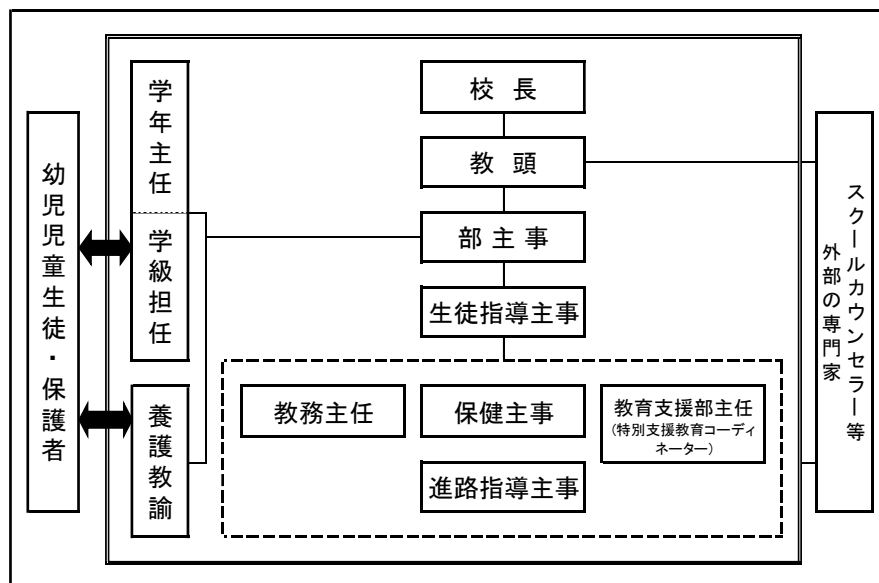 幼児児童生徒・保護者
学年主任
学級担任
養護教諭
校長
教頭
部主事
生徒指導主事
教務主任
保健主事
教育支援部主任
(特別支援教育コーディ
ネーター)
進路指導主事
スクールカウンセラー等
外部の専門家